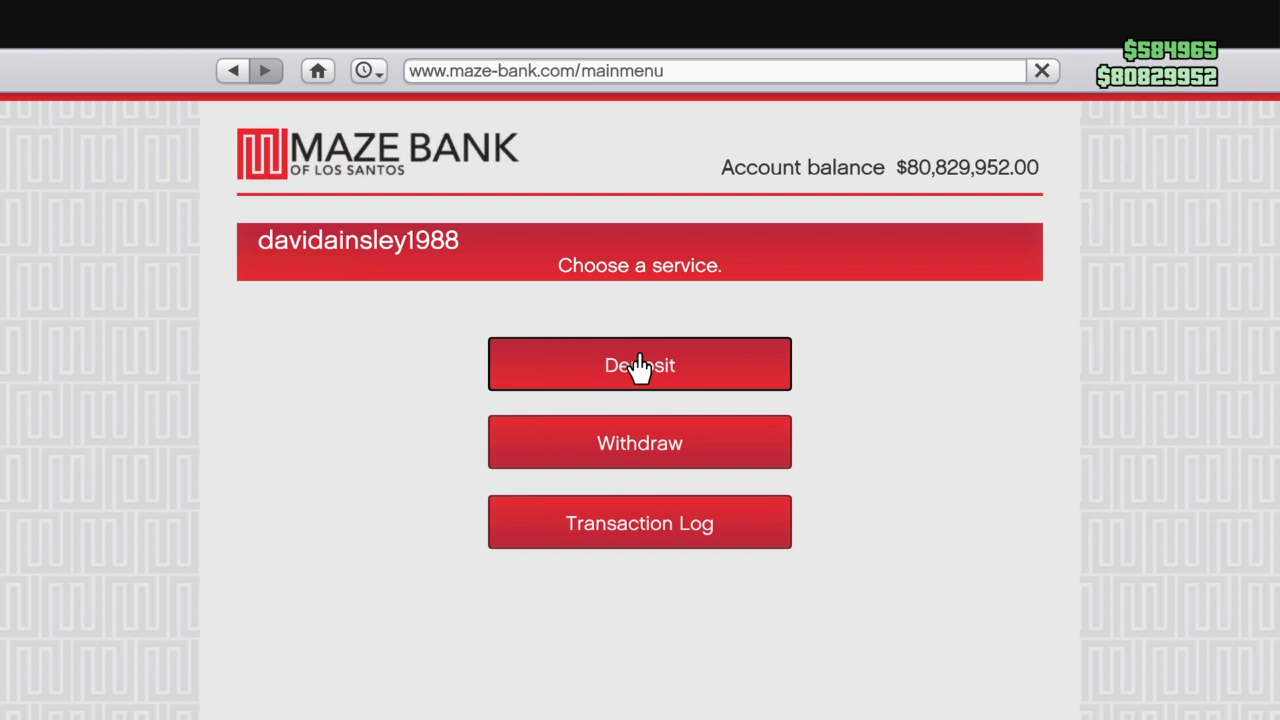 www.maze-bank.com/mainmenu
$584965
$80829952
MAZE BANK
OF LOS SANTOS
Account balance $80,829,952.00
davidainsley1988
Choose a service.
Deposit
Withdraw
Transaction Log